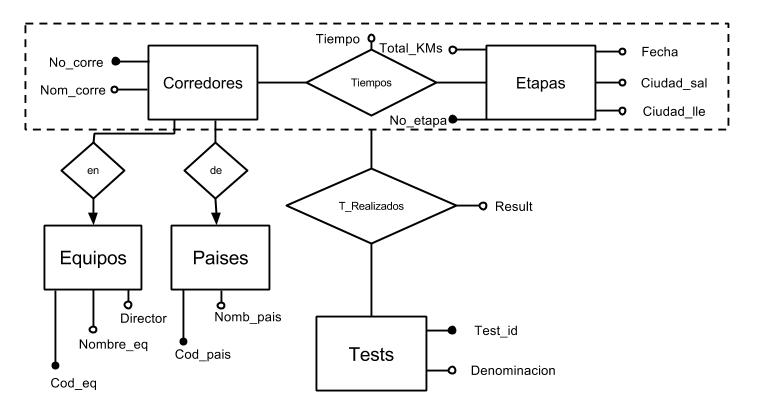 Tiempo
Total_KMs
No_corre
Corredores
Tiempos
Etapas
Fecha
Nom_corre
Ciudad_sal
No_etapa
Ciudad_lle
en
de
T_Realizados
Result
Equipos
Paises
Director
Nomb_pais
Nombre_eq
Cod_pais
Cod_eq
Tests
Test_id
Denominacion